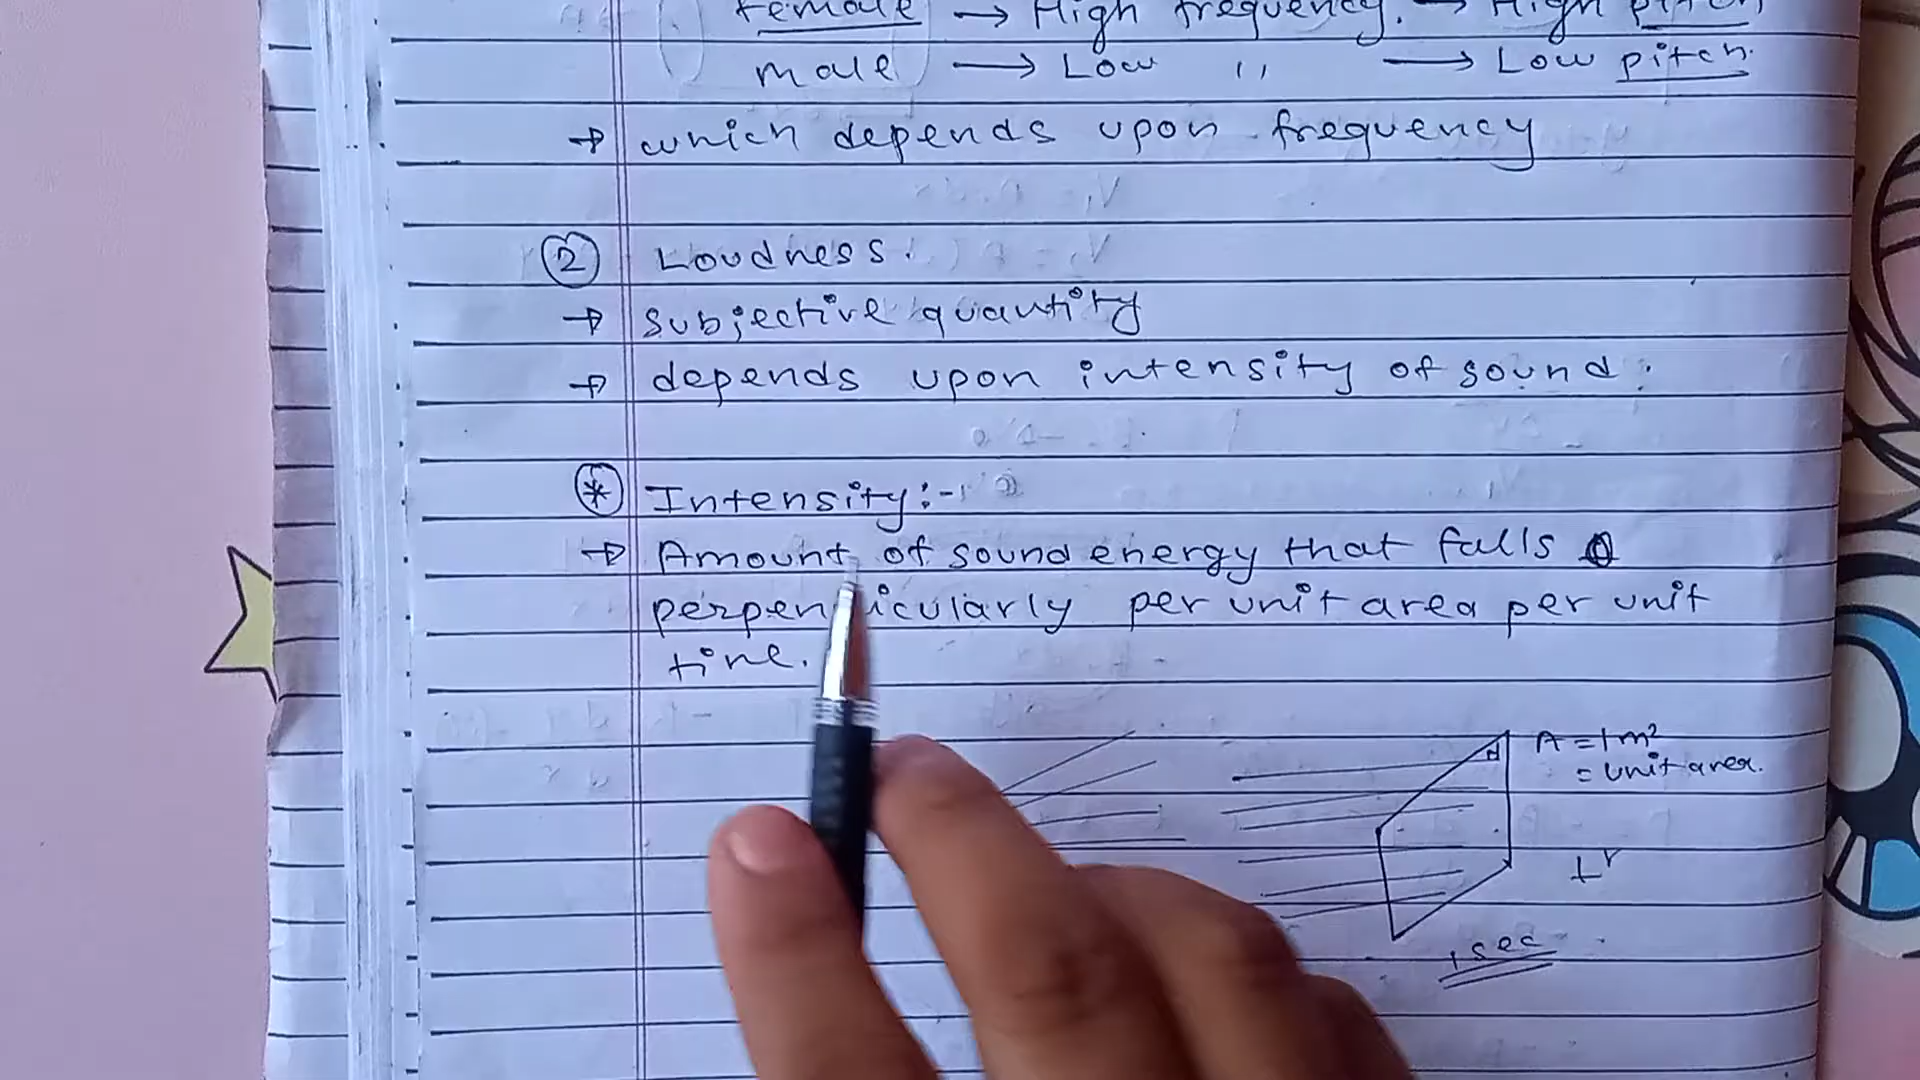 Female → High frequency. → High pitch
male → Low ,, → Low pitch.
→ which depends upon frequency
② Loudness.
→ subjective quantity
→ depends upon intensity of sound.
* Intensity:-
→ Amount of sound energy that falls
perpendicularly per unit area per unit
time.
A = 1m²
= unit area.
⊥r
1 sec